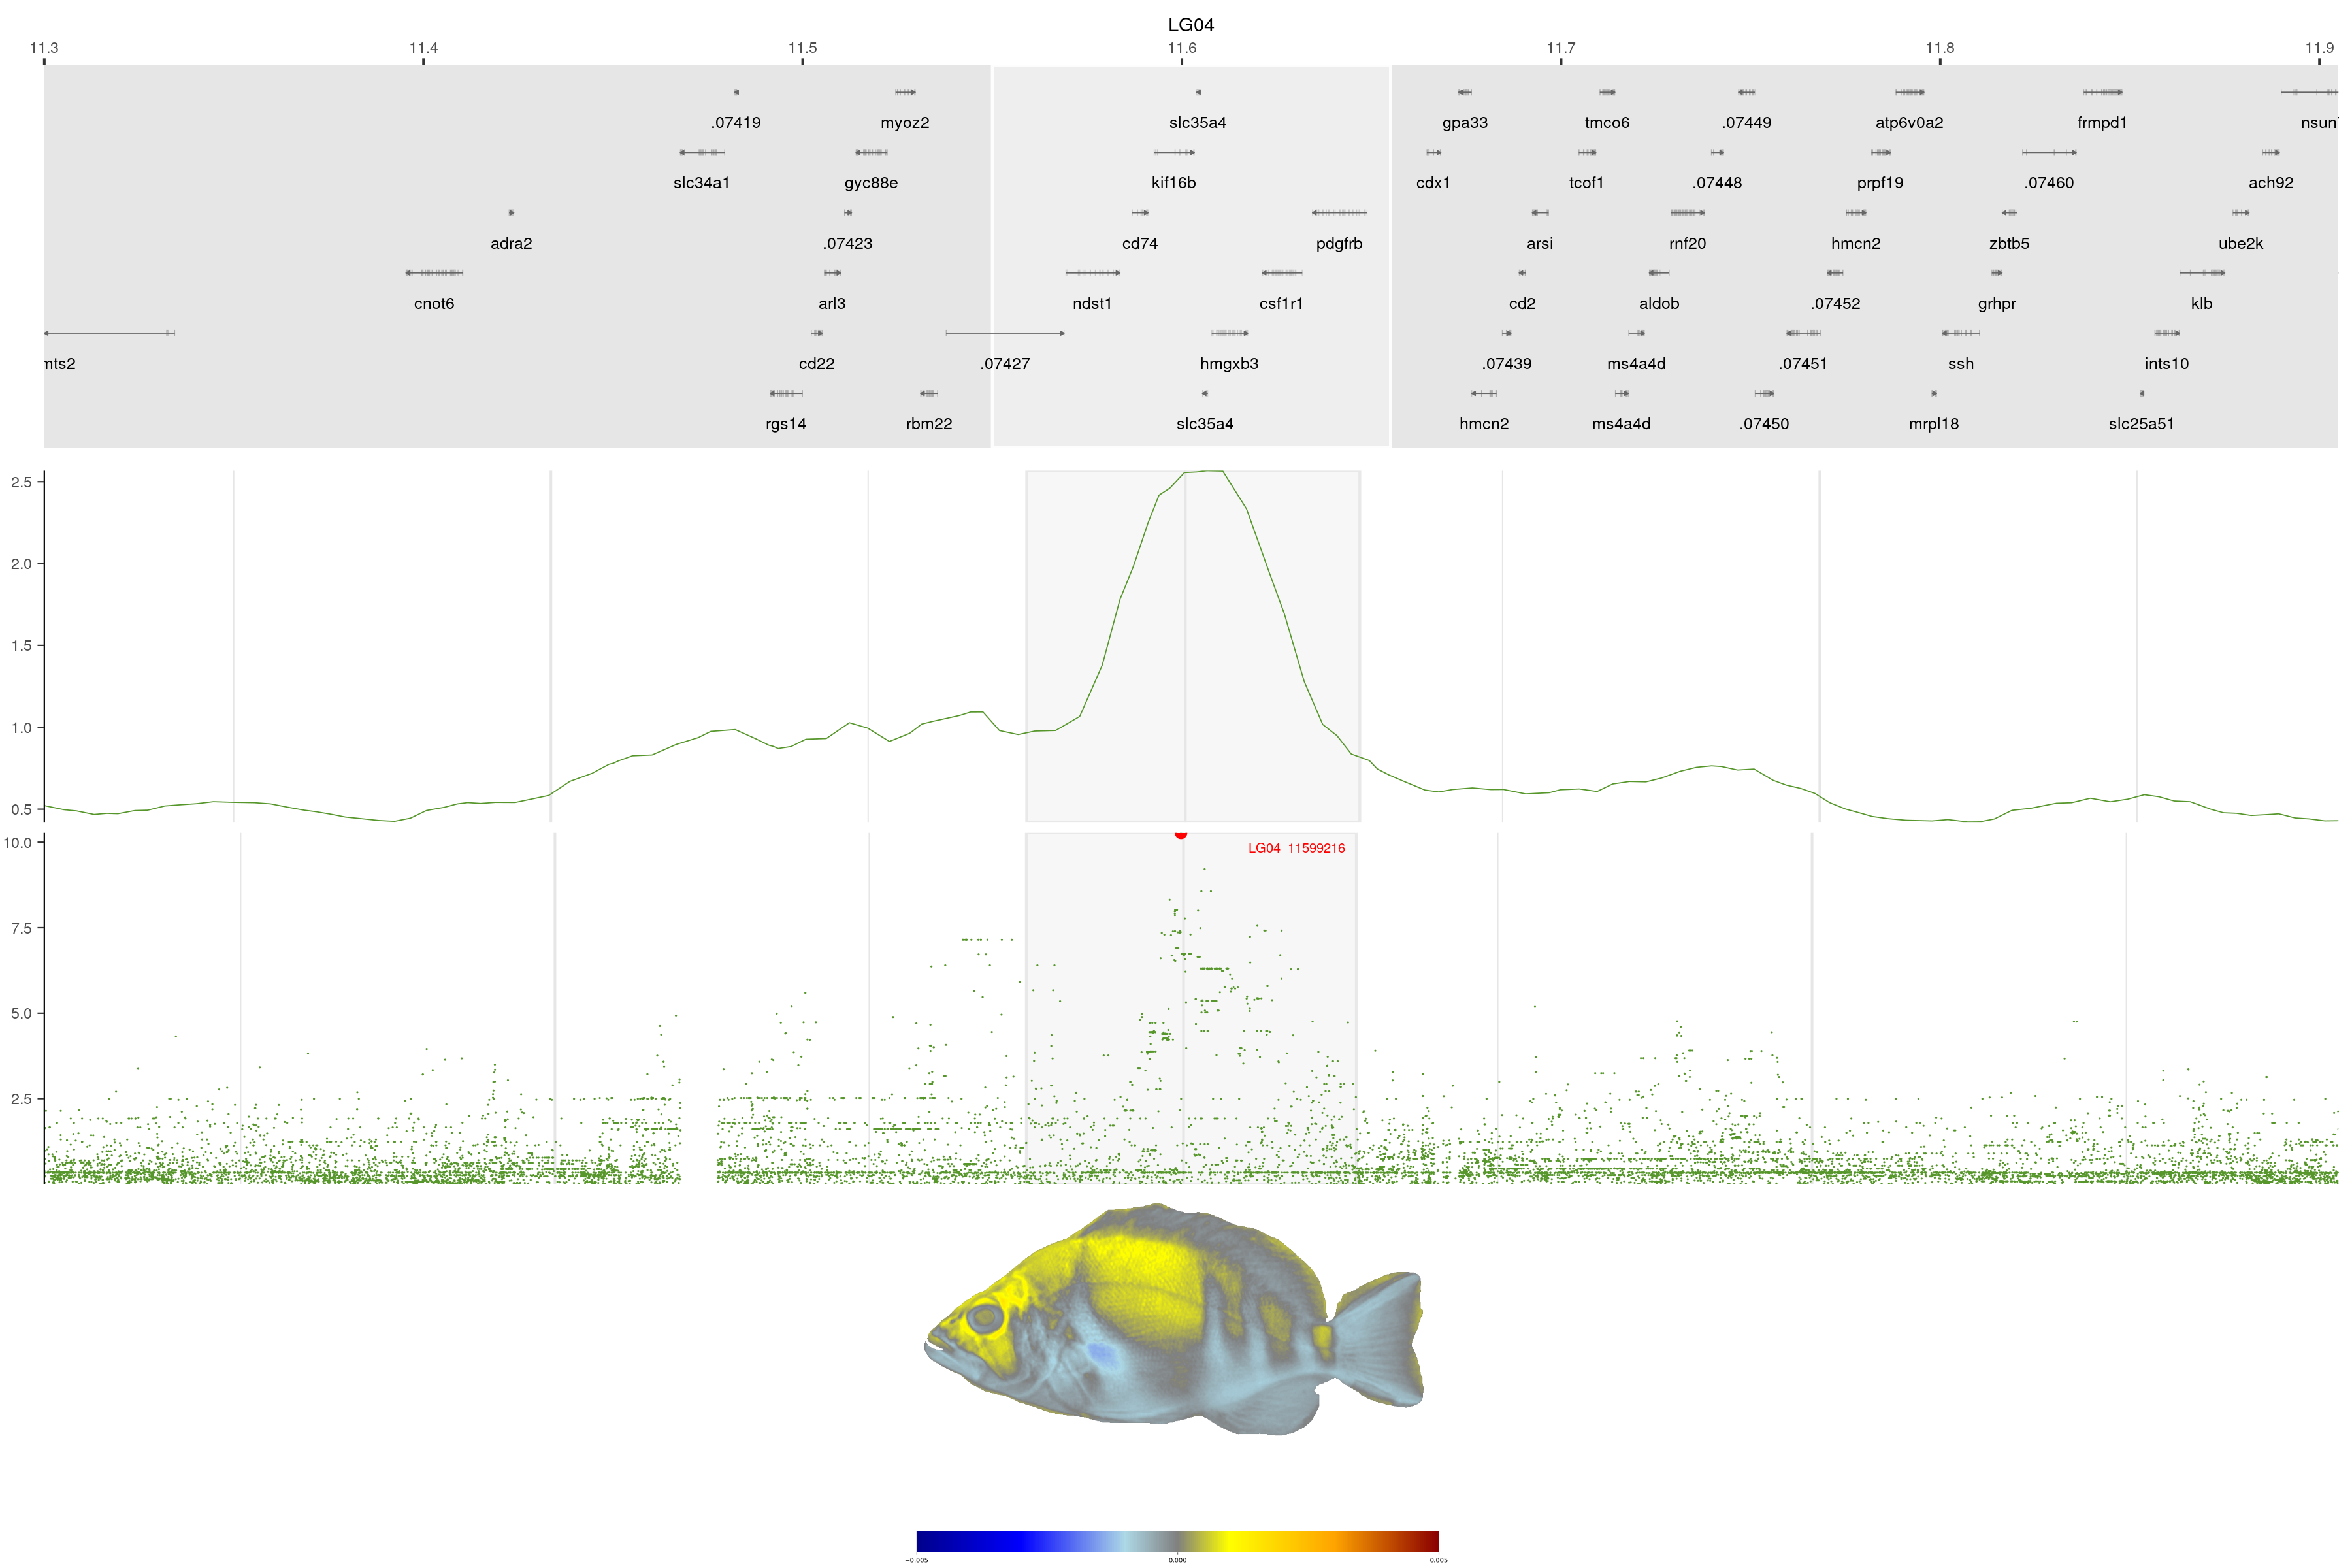 LG04
11.3 11.4 11.5 11.6 11.7 11.8 11.9
.07419 myoz2 slc35a4 gpa33 tmco6 .07449 atp6v0a2 frmpd1
slc34a1 gyc88e kif16b cdx1 tcof1 .07448 prpf19 .07460 ach92
adra2 .07423 cd74 pdgfrb arsi rnf20 hmcn2 zbtb5 ube2k
cnot6 arl3 ndst1 csf1r1 cd2 aldob .07452 grhpr klb
cd22 .07427 hmgxb3 .07439 ms4a4d .07451 ssh ints10
rgs14 rbm22 slc35a4 hmcn2 ms4a4d .07450 mrpl18 slc25a51
2.5
2.0
1.5
1.0
0.5
10.0
LG04_11599216
7.5
5.0
2.5
−0.005 0.000 0.005